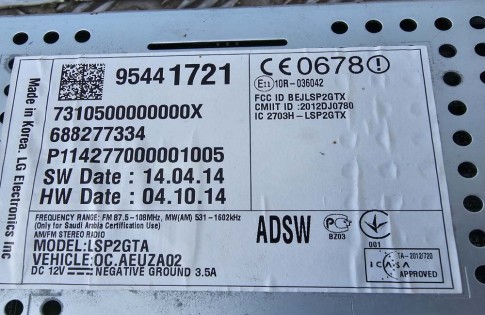 95441721
CE0678!
E11 10R-036042
7310500000000X
FCC ID BEJLSP2GTX
CMIIT ID :2012DJ0780
IC 2703H-LSP2GTX
688277334
P114277000001005
SW Date : 14.04.14
HW Date : 04.10.14
Made in Korea, LG Electronics Inc
FREQUENCY RANGE: FM 87.5-108MHz, MW(AM) 531-1602kHz
(Only for Saudi Arabia Certification Use)
AM/FM STEREO RADIO
MODEL:LSP2GTA
VEHICLE:OC.AEUZA02
DC 12V NEGATIVE GROUND 3.5A
ADSW
BZ03
001
TA-2012/720
ICASA
APPROVED